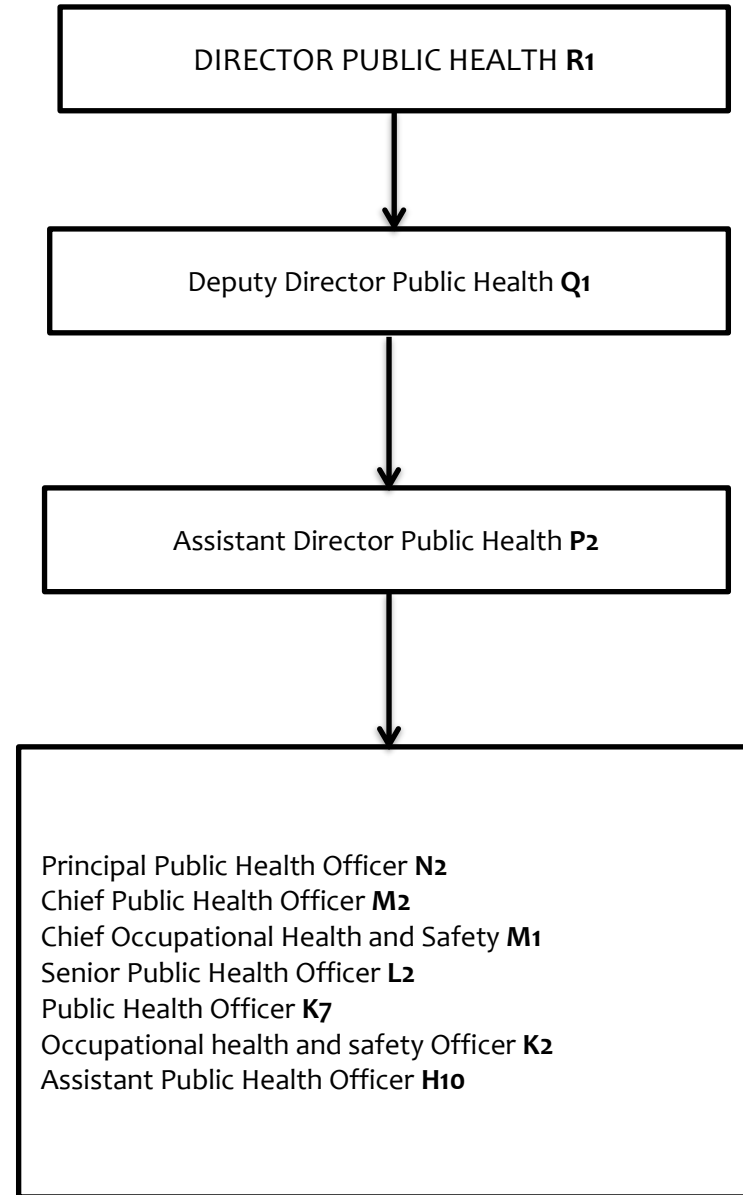 DIRECTOR PUBLIC HEALTH R1
Deputy Director Public Health Q1
Assistant Director Public Health P2
Principal Public Health Officer N2
Chief Public Health Officer M2
Chief Occupational Health and Safety M1
Senior Public Health Officer L2
Public Health Officer K7
Occupational health and safety Officer K2
Assistant Public Health Officer H10